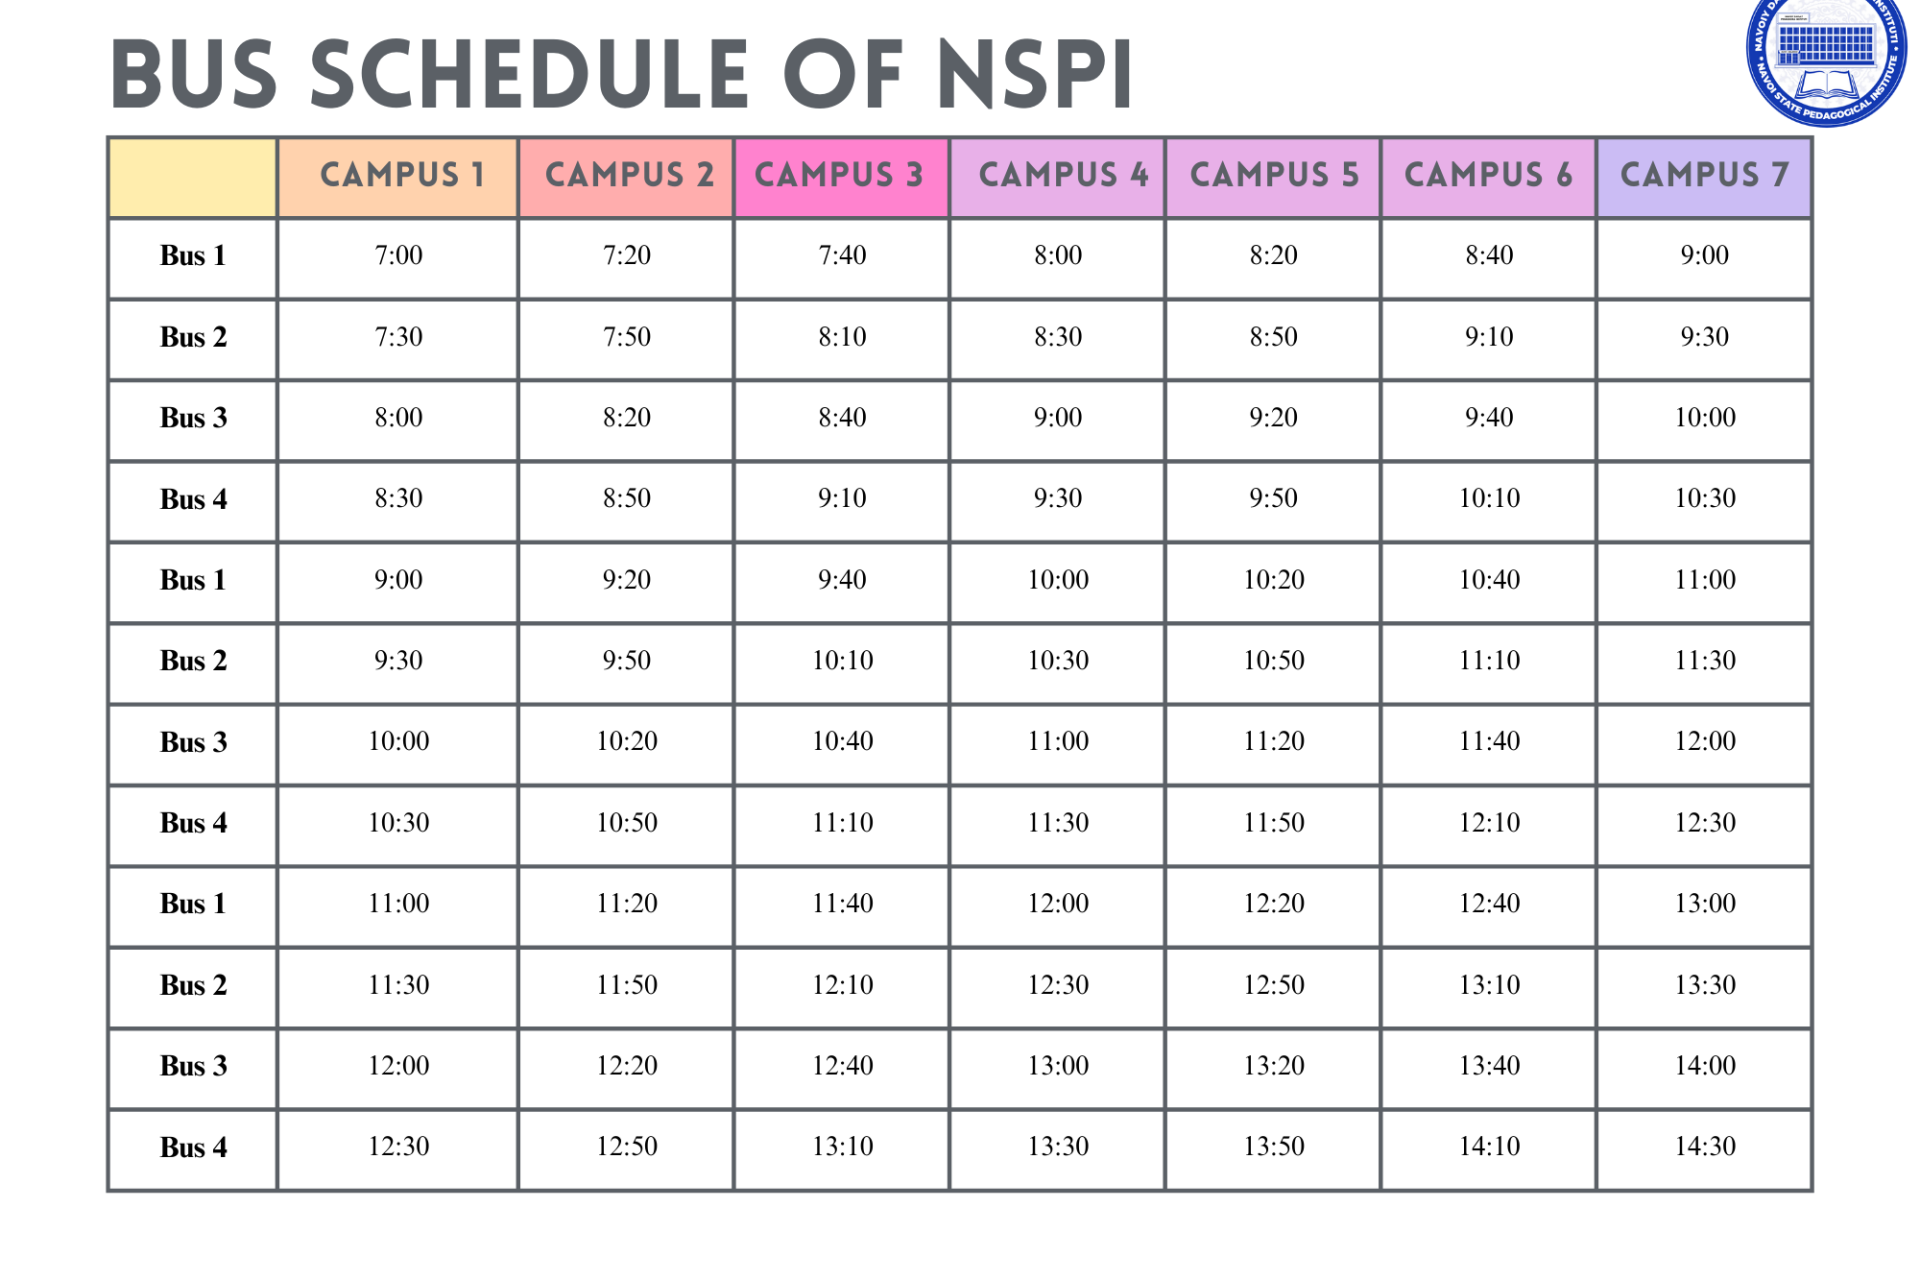 BUS SCHEDULE OF NSPI
NAVOIY DA
INSTITUTI
NAVOI STATE PEDAGOGICAL INSTITUTE
CAMPUS 1 CAMPUS 2 CAMPUS 3 CAMPUS 4 CAMPUS 5 CAMPUS 6 CAMPUS 7
Bus 1 7:00 7:20 7:40 8:00 8:20 8:40 9:00
Bus 2 7:30 7:50 8:10 8:30 8:50 9:10 9:30
Bus 3 8:00 8:20 8:40 9:00 9:20 9:40 10:00
Bus 4 8:30 8:50 9:10 9:30 9:50 10:10 10:30
Bus 1 9:00 9:20 9:40 10:00 10:20 10:40 11:00
Bus 2 9:30 9:50 10:10 10:30 10:50 11:10 11:30
Bus 3 10:00 10:20 10:40 11:00 11:20 11:40 12:00
Bus 4 10:30 10:50 11:10 11:30 11:50 12:10 12:30
Bus 1 11:00 11:20 11:40 12:00 12:20 12:40 13:00
Bus 2 11:30 11:50 12:10 12:30 12:50 13:10 13:30
Bus 3 12:00 12:20 12:40 13:00 13:20 13:40 14:00
Bus 4 12:30 12:50 13:10 13:30 13:50 14:10 14:30